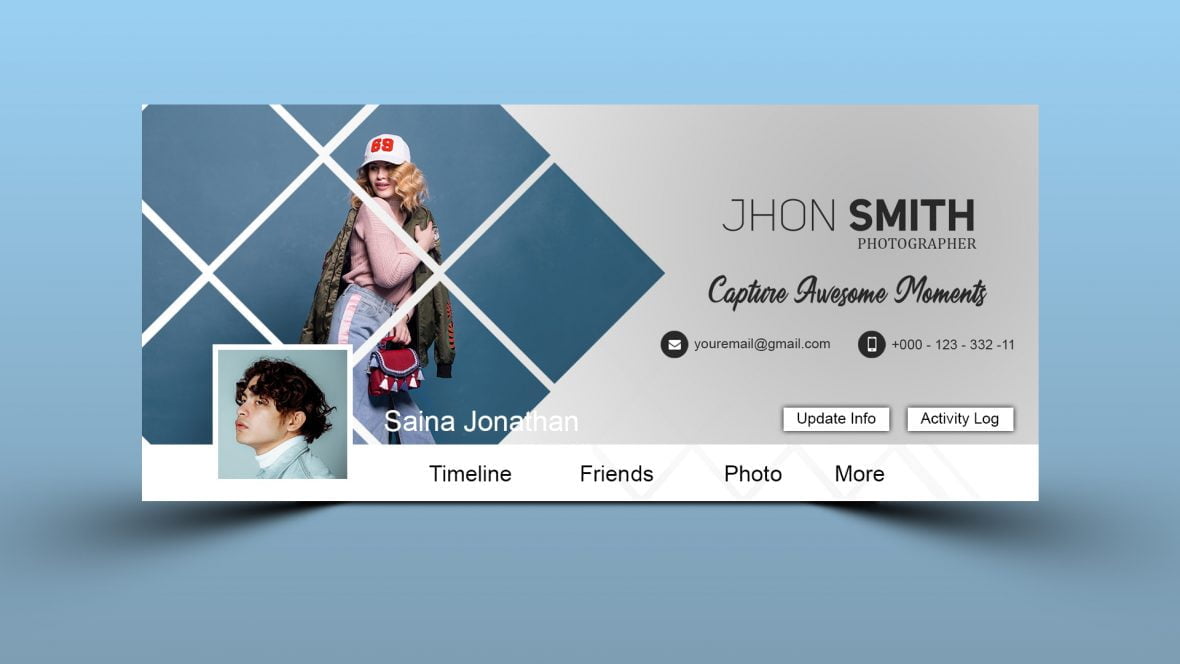 69
JHON SMITH
PHOTOGRAPHER
Capture Awesome Moments
youremail@gmail.com
+000 - 123 - 332 -11
Saina Jonathan
Update Info
Activity Log
Timeline
Friends
Photo
More